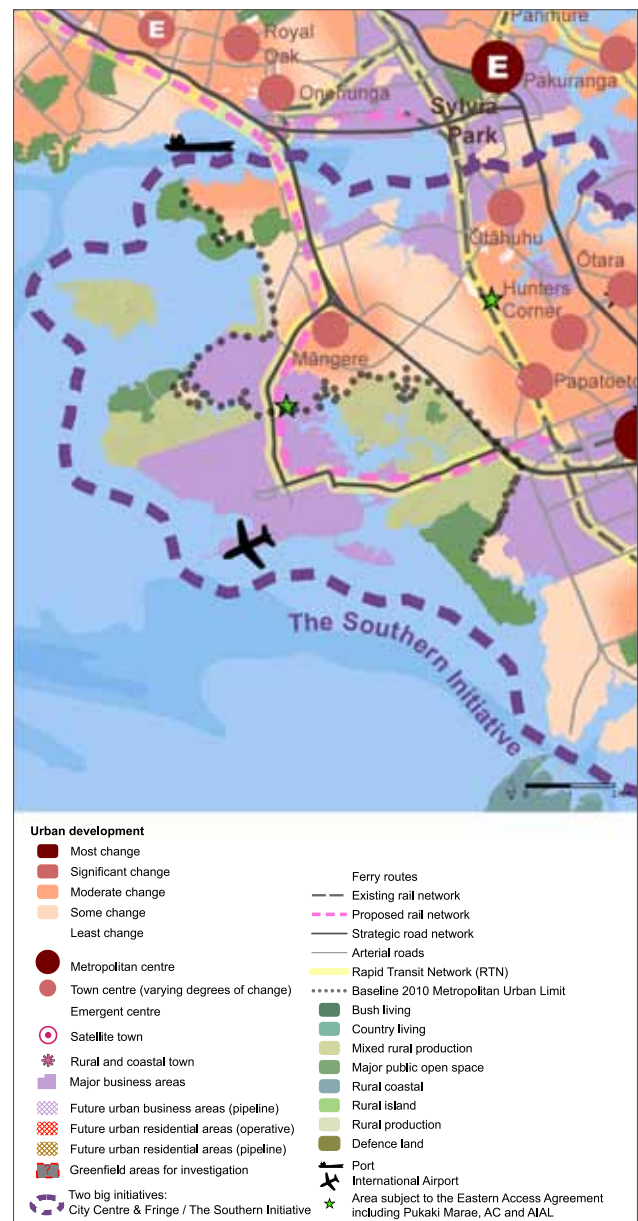 Panmure
Royal
Oak
E
E
Pakuranga
Onehunga
Sylvia
Park
Ōtāhuhu
Ōtara
Hunters
Corner
Māngere
Papatoetoe
The Southern Initiative
Urban development
Most change
Significant change
Moderate change
Some change
Least change
Metropolitan centre
Town centre (varying degrees of change)
Emergent centre
Satellite town
Rural and coastal town
Major business areas
Future urban business areas (pipeline)
Future urban residential areas (operative)
Future urban residential areas (pipeline)
Greenfield areas for investigation
Two big initiatives:
City Centre & Fringe / The Southern Initiative
Ferry routes
Existing rail network
Proposed rail network
Strategic road network
Arterial roads
Rapid Transit Network (RTN)
Baseline 2010 Metropolitan Urban Limit
Bush living
Country living
Mixed rural production
Major public open space
Rural coastal
Rural island
Rural production
Defence land
Port
International Airport
Area subject to the Eastern Access Agreement
including Pukaki Marae, AC and AIAL